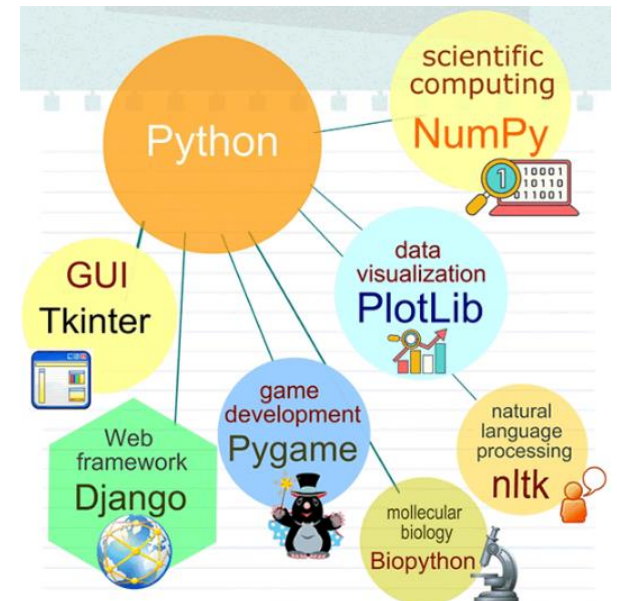 scientific
computing
NumPy
1 10001
10110
011001
Python
data
visualization
PlotLib
GUI
Tkinter
game
development
Pygame
natural
language
processing
nltk
Web
framework
Django
mollecular
biology
Biopython